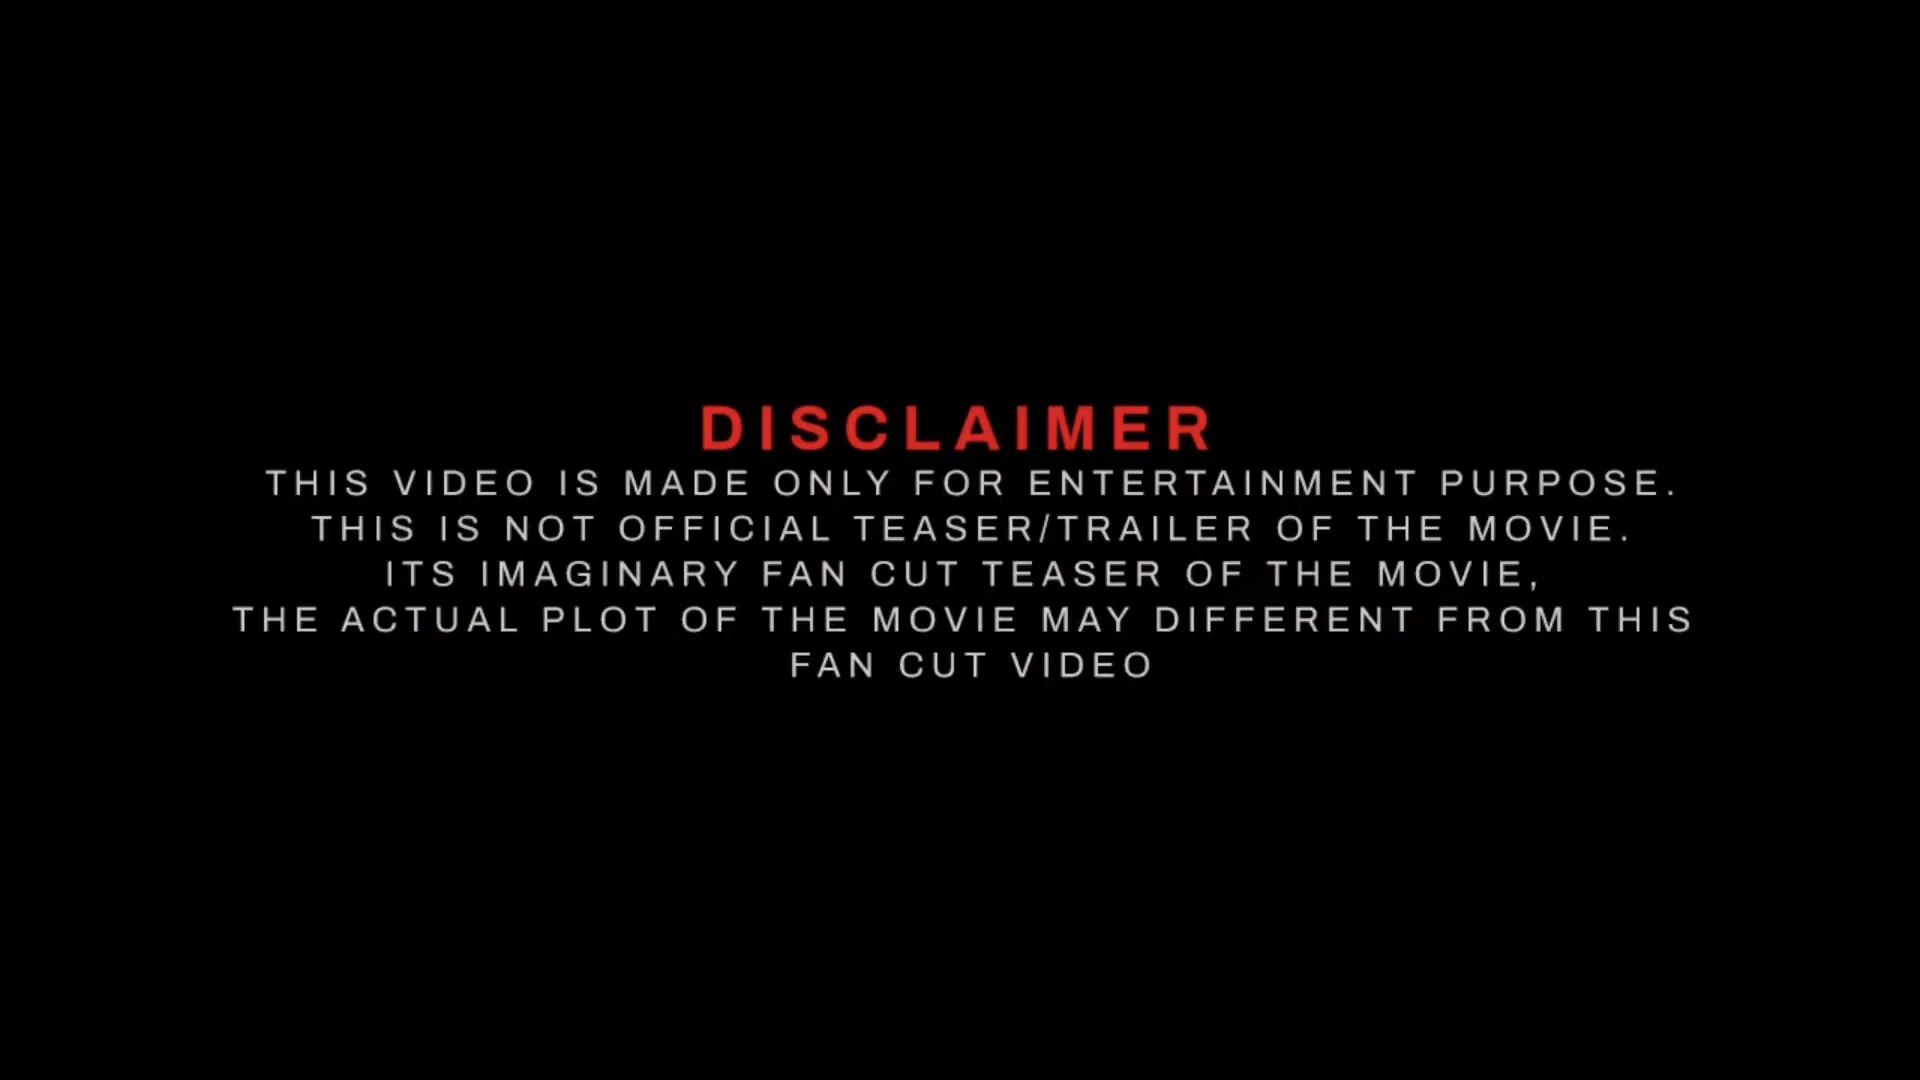 DISCLAIMER
THIS VIDEO IS MADE ONLY FOR ENTERTAINMENT PURPOSE.
THIS IS NOT OFFICIAL TEASER/TRAILER OF THE MOVIE.
ITS IMAGINARY FAN CUT TEASER OF THE MOVIE,
THE ACTUAL PLOT OF THE MOVIE MAY DIFFERENT FROM THIS
FAN CUT VIDEO